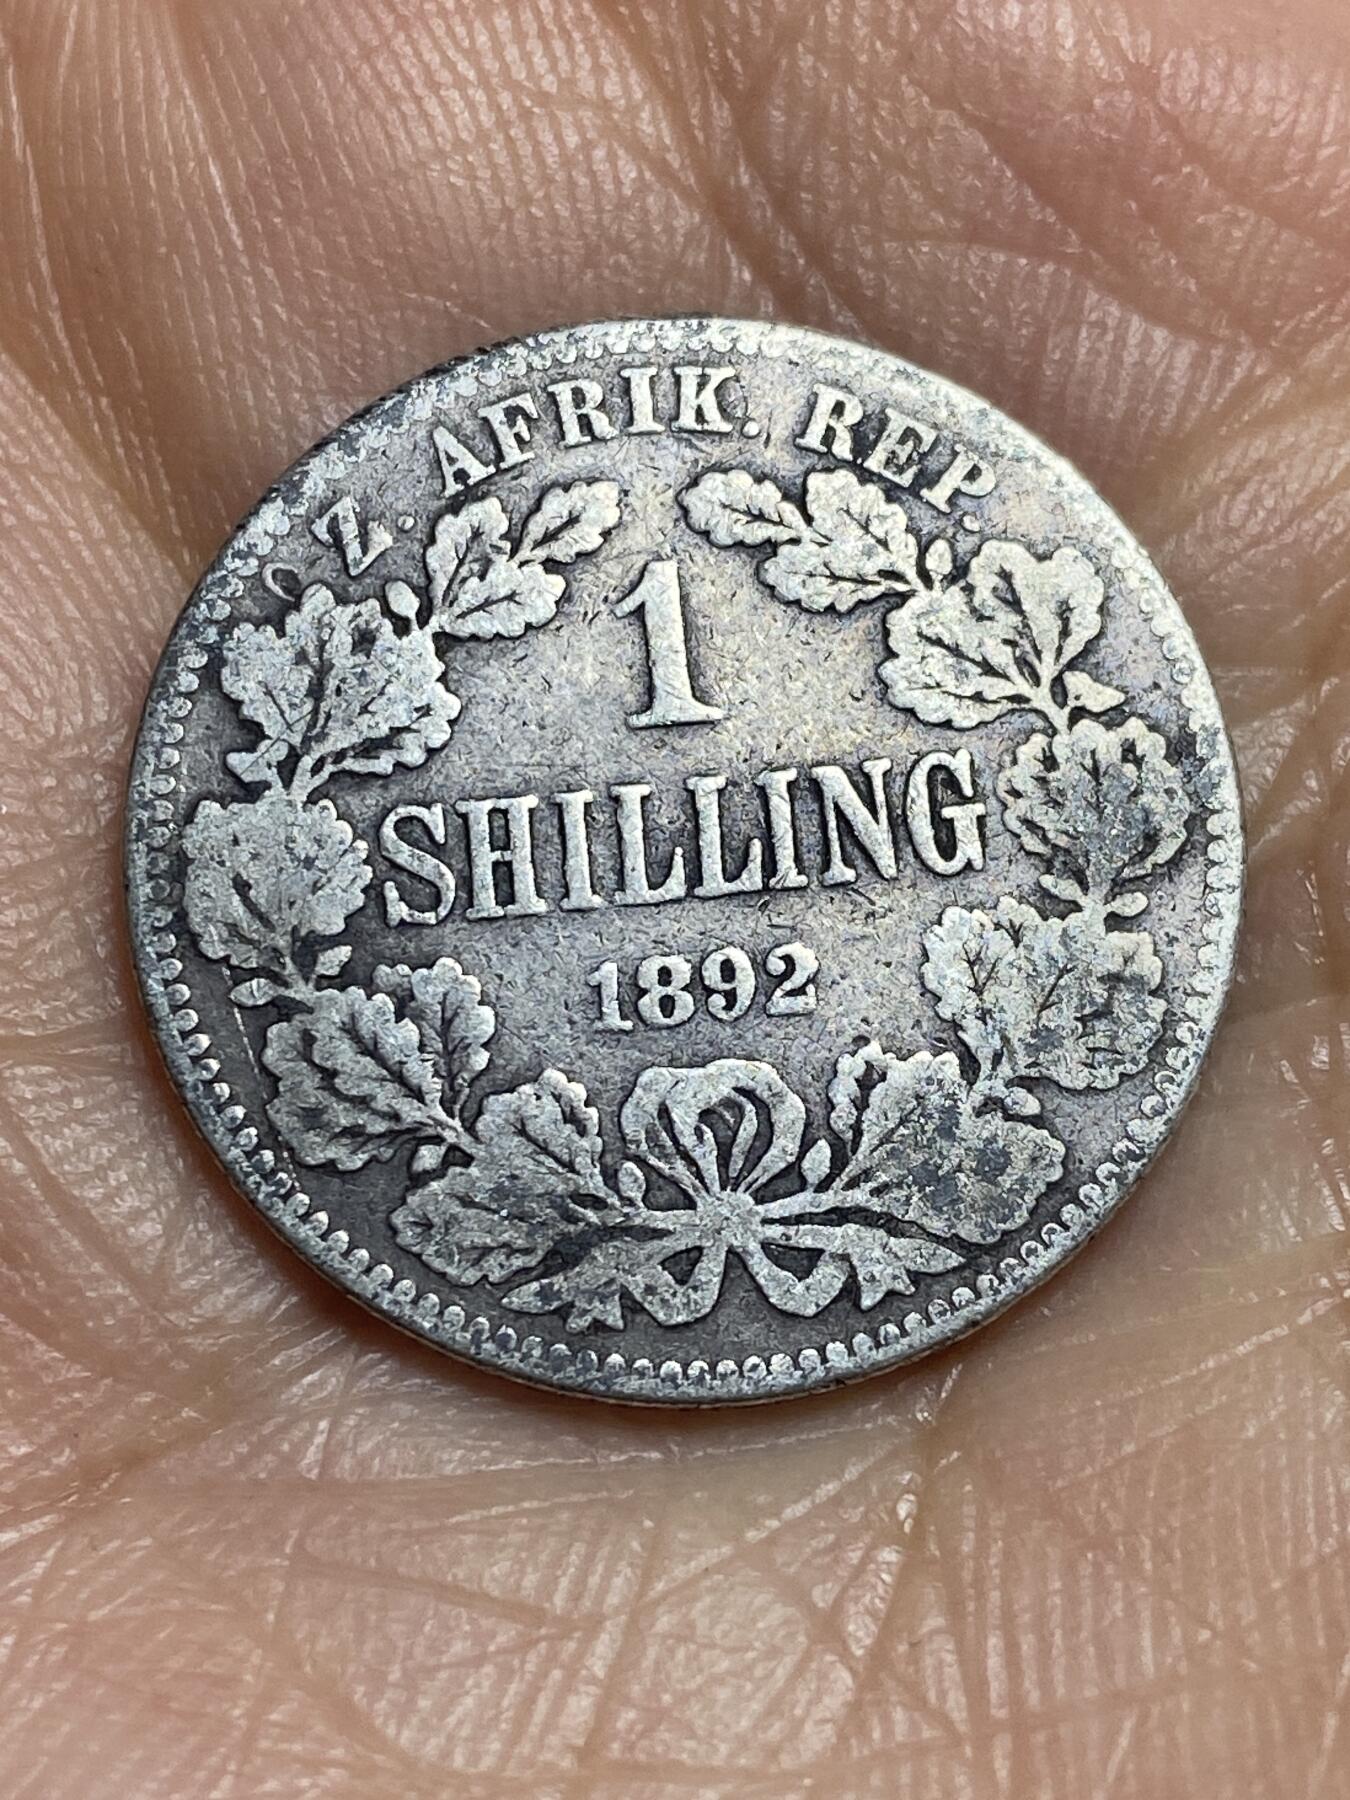 Z. AFRIK. REP.
1
SHILLING
1892